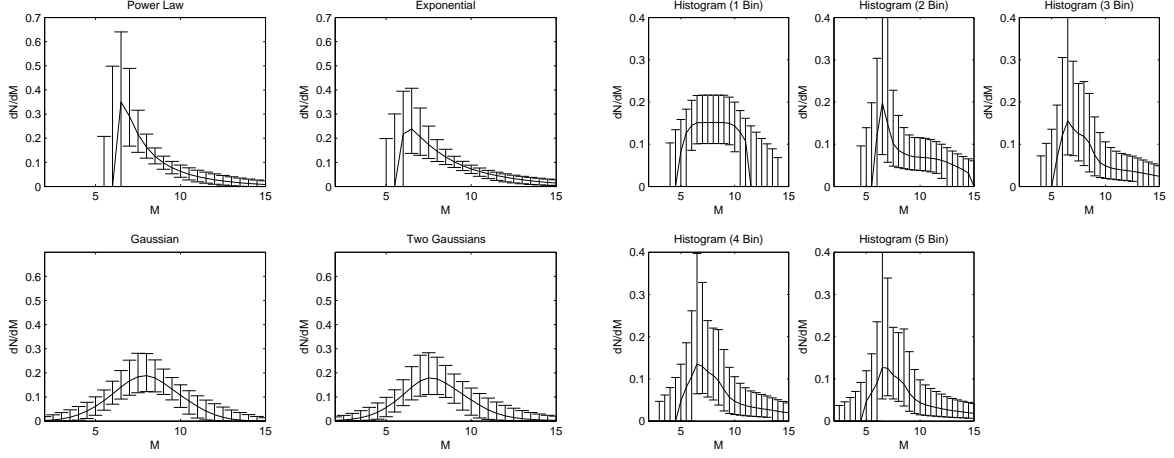 Power Law
0.7
0.6
0.5
0.4
0.3
0.2
0.1
0
dN/dM
5 10 15
M
Exponential
0.7
0.6
0.5
0.4
0.3
0.2
0.1
0
dN/dM
5 10 15
M
Histogram (1 Bin)
0.4
0.3
0.2
0.1
0
dN/dM
5 10 15
M
Histogram (2 Bin)
0.4
0.3
0.2
0.1
0
dN/dM
5 10 15
M
Histogram (3 Bin)
0.4
0.3
0.2
0.1
0
dN/dM
5 10 15
M
Gaussian
0.6
0.5
0.4
0.3
0.2
0.1
0
dN/dM
5 10 15
M
Two Gaussians
0.6
0.5
0.4
0.3
0.2
0.1
0
dN/dM
5 10 15
M
Histogram (4 Bin)
0.4
0.3
0.2
0.1
0
dN/dM
5 10 15
M
Histogram (5 Bin)
0.4
0.3
0.2
0.1
0
dN/dM
5 10 15
M